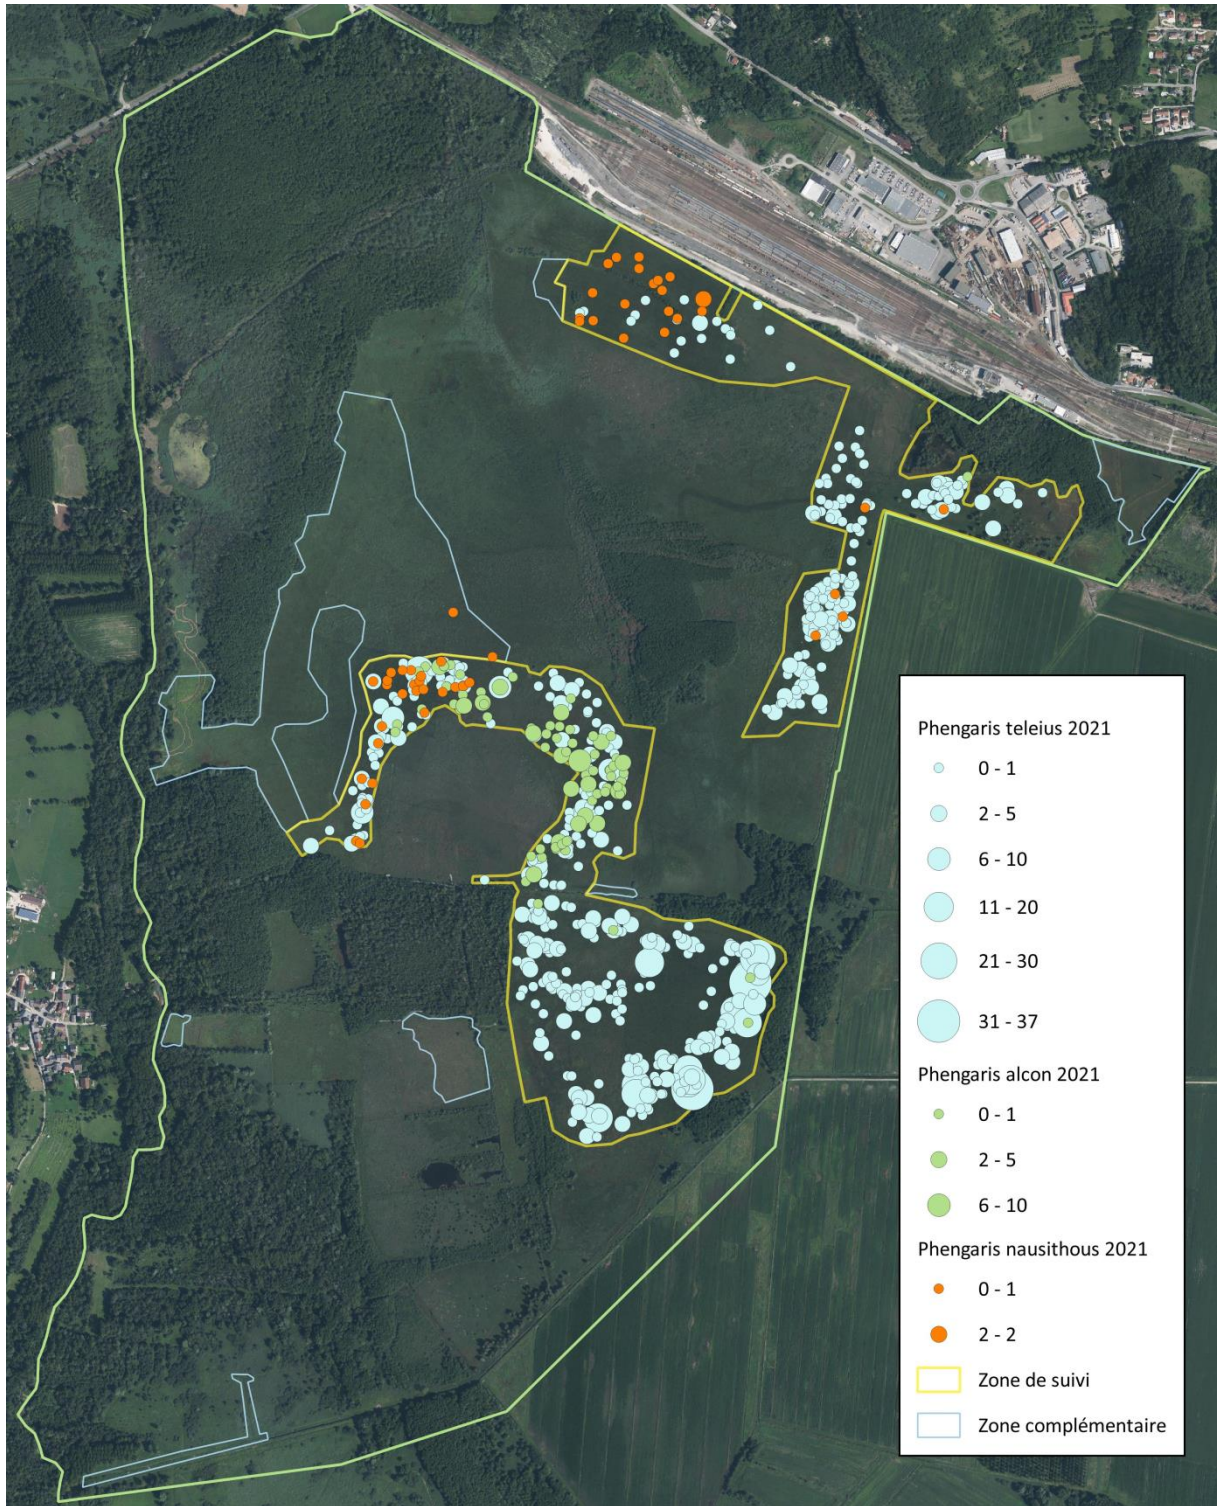 Phengaris teleius 2021
0 - 1
2 - 5
6 - 10
11 - 20
21 - 30
31 - 37
Phengaris alcon 2021
0 - 1
2 - 5
6 - 10
Phengaris nausithous 2021
0 - 1
2 - 2
Zone de suivi
Zone complémentaire